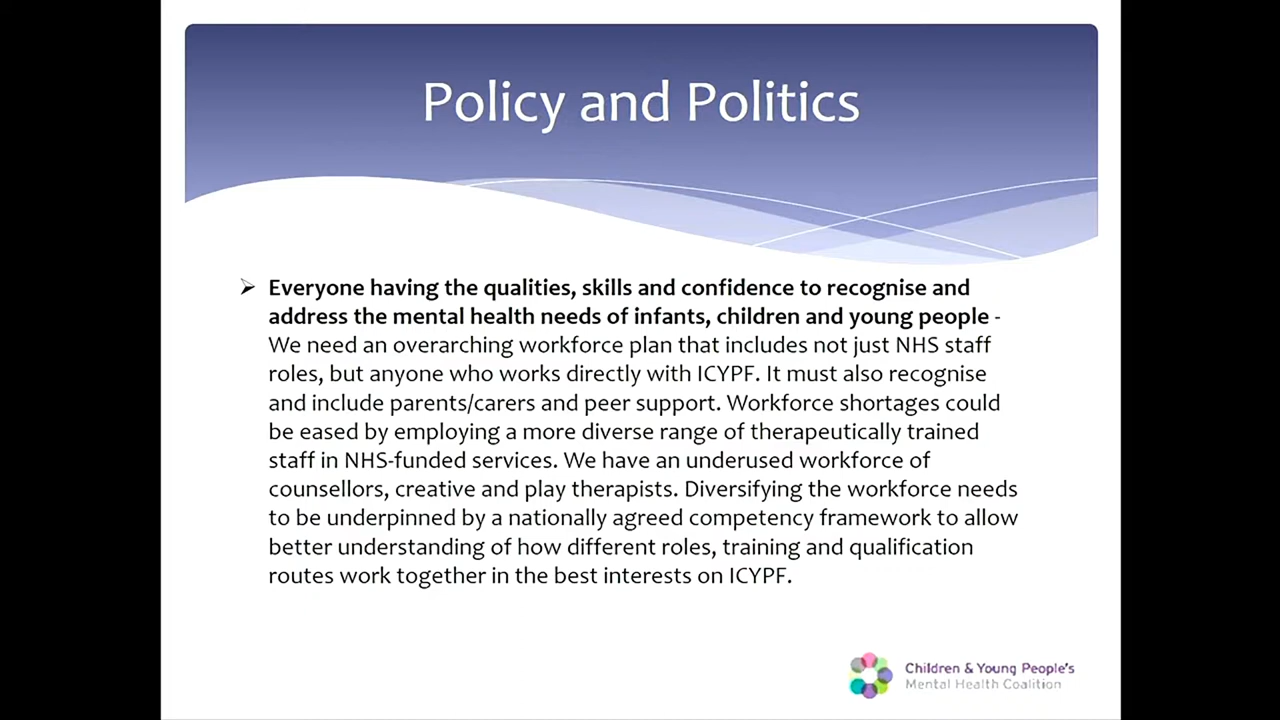 Policy and Politics
➢ Everyone having the qualities, skills and confidence to recognise and
address the mental health needs of infants, children and young people -
We need an overarching workforce plan that includes not just NHS staff
roles, but anyone who works directly with ICYPF. It must also recognise
and include parents/carers and peer support. Workforce shortages could
be eased by employing a more diverse range of therapeutically trained
staff in NHS-funded services. We have an underused workforce of
counsellors, creative and play therapists. Diversifying the workforce needs
to be underpinned by a nationally agreed competency framework to allow
better understanding of how different roles, training and qualification
routes work together in the best interests on ICYPF.
Children & Young People's
Mental Health Coalition